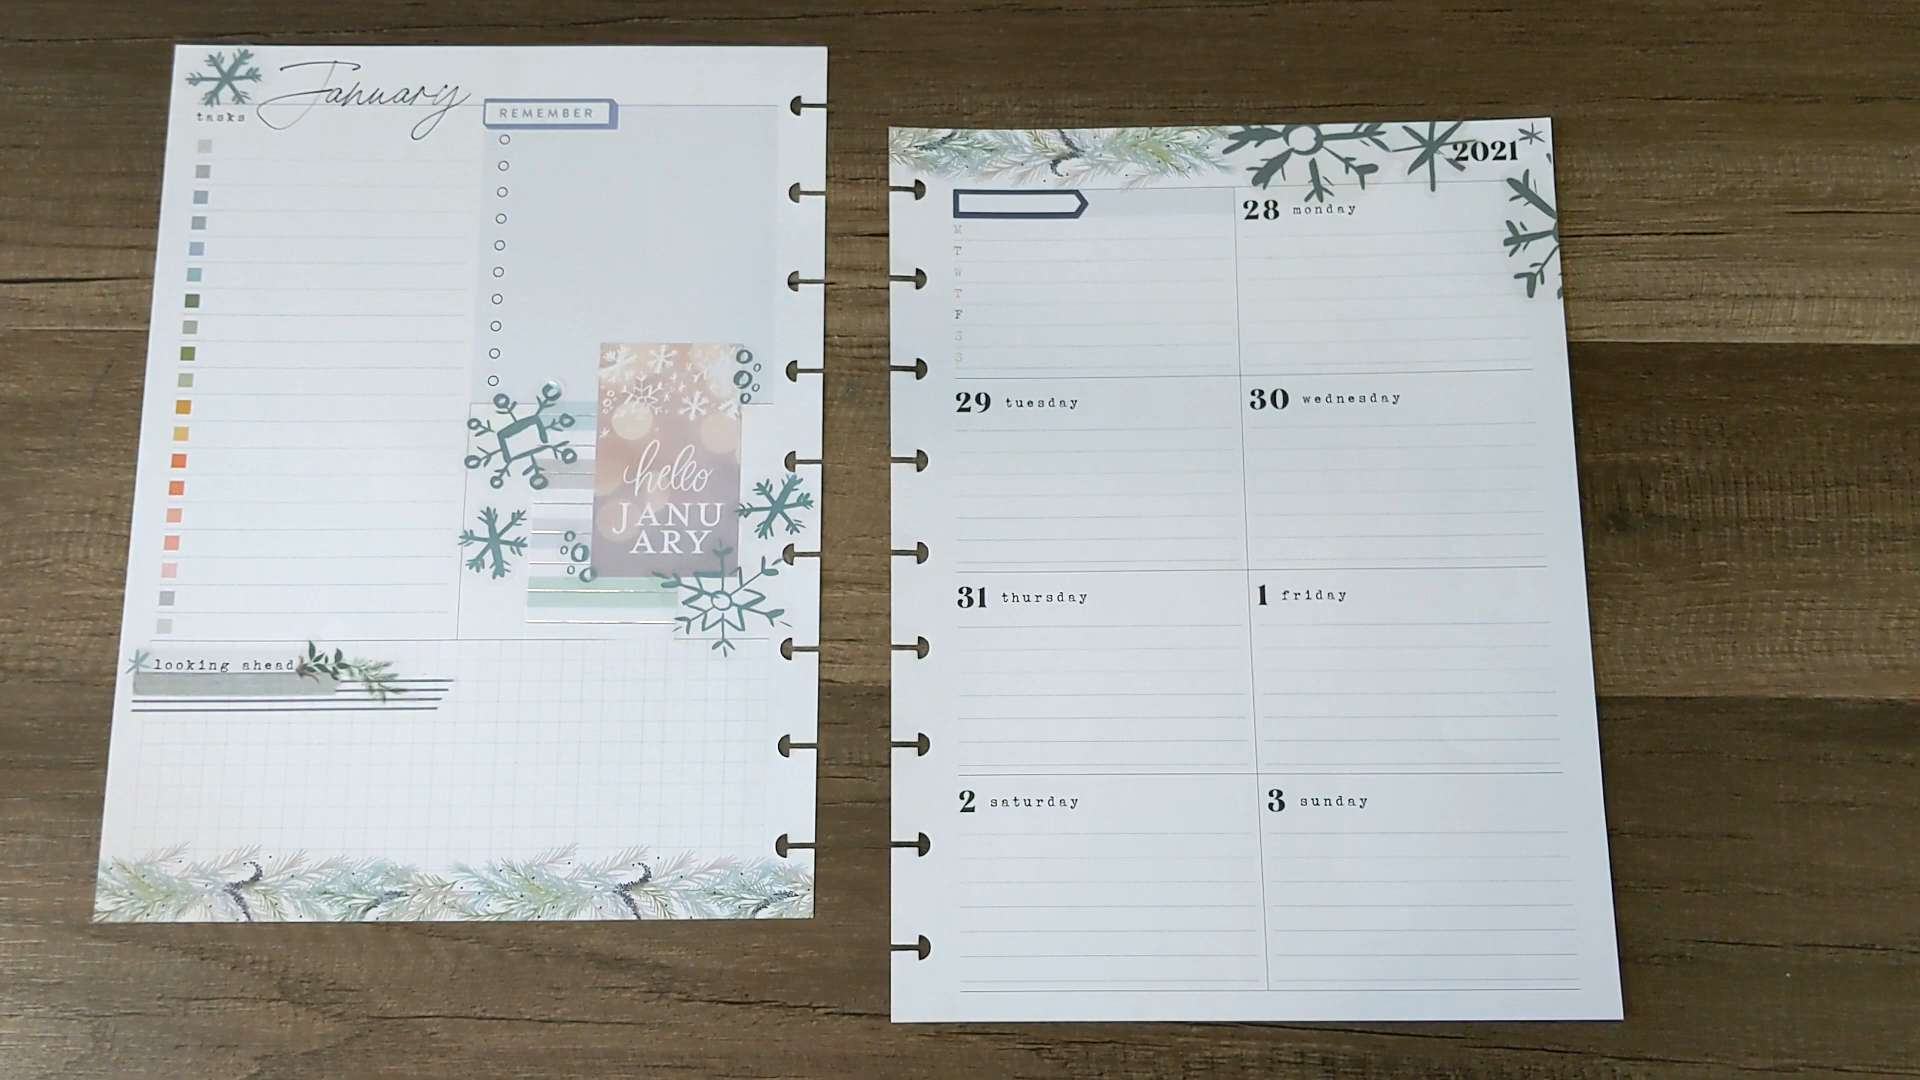 January
tasks
REMEMBER
hello
JANU
ARY
looking ahead
2021
M
T
W
T
F
S
S
28 monday
29 tuesday
30 wednesday
31 thursday
1 friday
2 saturday
3 sunday